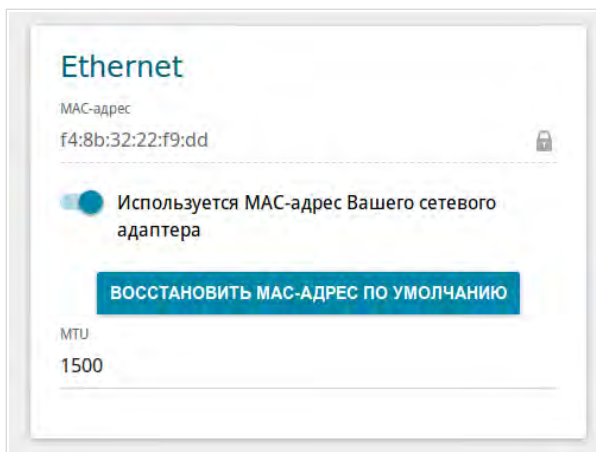 Ethernet
MAC-адрес
f4:8b:32:22:f9:dd
Используется MAC-адрес Вашего сетевого
адаптера
ВОССТАНОВИТЬ MAC-АДРЕС ПО УМОЛЧАНИЮ
MTU
1500